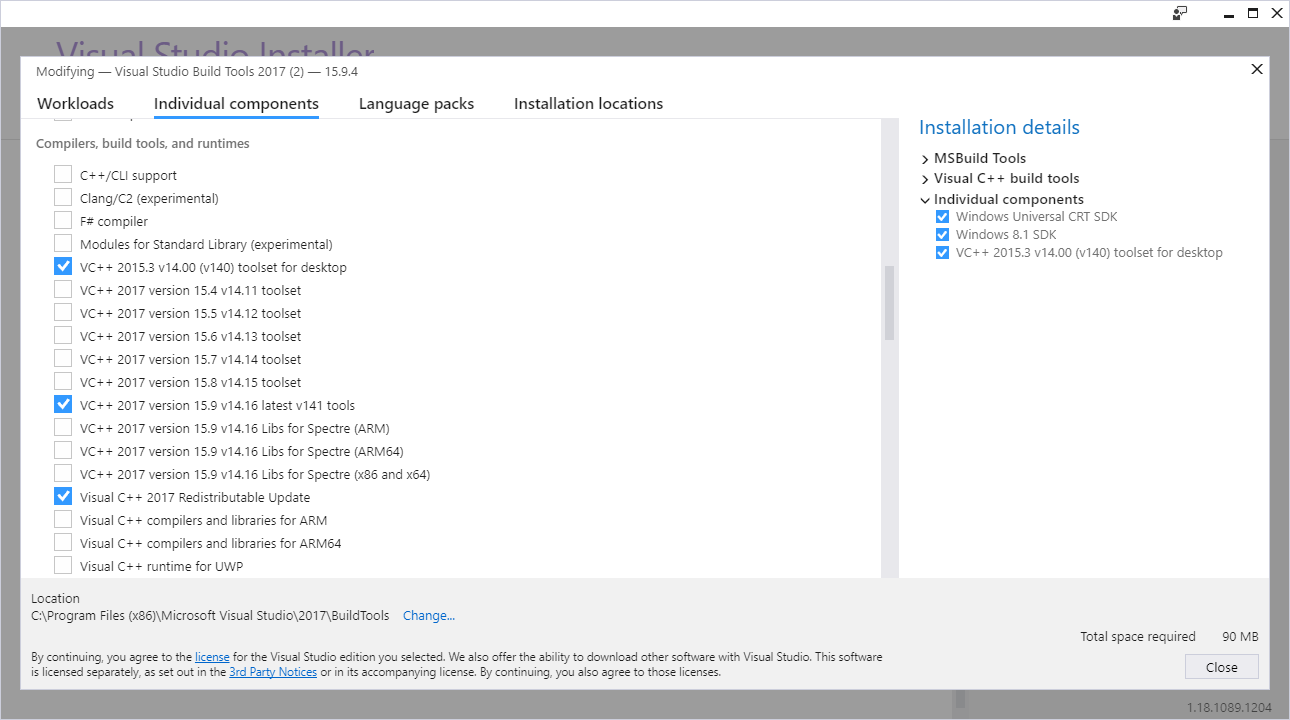 Visual Studio Installer
Modifying — Visual Studio Build Tools 2017 (2) — 15.9.4
Workloads
Individual components
Language packs
Installation locations
Compilers, build tools, and runtimes
C++/CLI support
Clang/C2 (experimental)
F# compiler
Modules for Standard Library (experimental)
VC++ 2015.3 v14.00 (v140) toolset for desktop
VC++ 2017 version 15.4 v14.11 toolset
VC++ 2017 version 15.5 v14.12 toolset
VC++ 2017 version 15.6 v14.13 toolset
VC++ 2017 version 15.7 v14.14 toolset
VC++ 2017 version 15.8 v14.15 toolset
VC++ 2017 version 15.9 v14.16 latest v141 tools
VC++ 2017 version 15.9 v14.16 Libs for Spectre (ARM)
VC++ 2017 version 15.9 v14.16 Libs for Spectre (ARM64)
VC++ 2017 version 15.9 v14.16 Libs for Spectre (x86 and x64)
Visual C++ 2017 Redistributable Update
Visual C++ compilers and libraries for ARM
Visual C++ compilers and libraries for ARM64
Visual C++ runtime for UWP
Installation details
MSBuild Tools
Visual C++ build tools
Individual components
Windows Universal CRT SDK
Windows 8.1 SDK
VC++ 2015.3 v14.00 (v140) toolset for desktop
Location
C:\Program Files (x86)\Microsoft Visual Studio\2017\BuildTools Change...
Total space required 90 MB
By continuing, you agree to the license for the Visual Studio edition you selected. We also offer the ability to download other software with Visual Studio. This software
is licensed separately, as set out in the 3rd Party Notices or in its accompanying license. By continuing, you also agree to those licenses.
Close
1.18.1089.1204